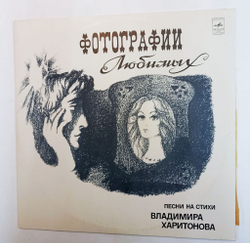 ФОТОГРАФИИ
Любимых
ПЕСНИ НА СТИХИ
ВЛАДИМИРА
ХАРИТОНОВА